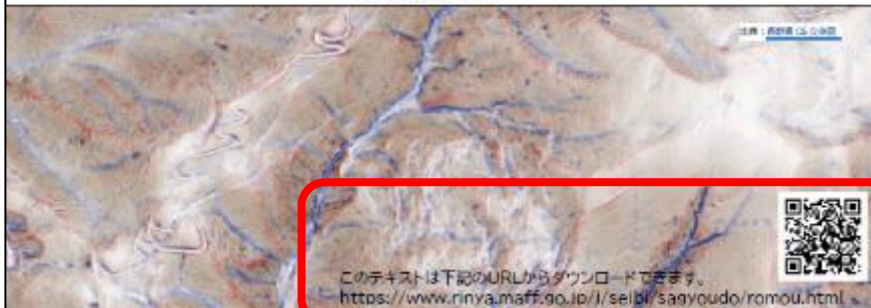 出典：長野県CS立体図
このテキストは下記のURLからダウンロードできます。
https://www.rinya.maff.go.jp/j/seibi/sagyoudo/romou.html